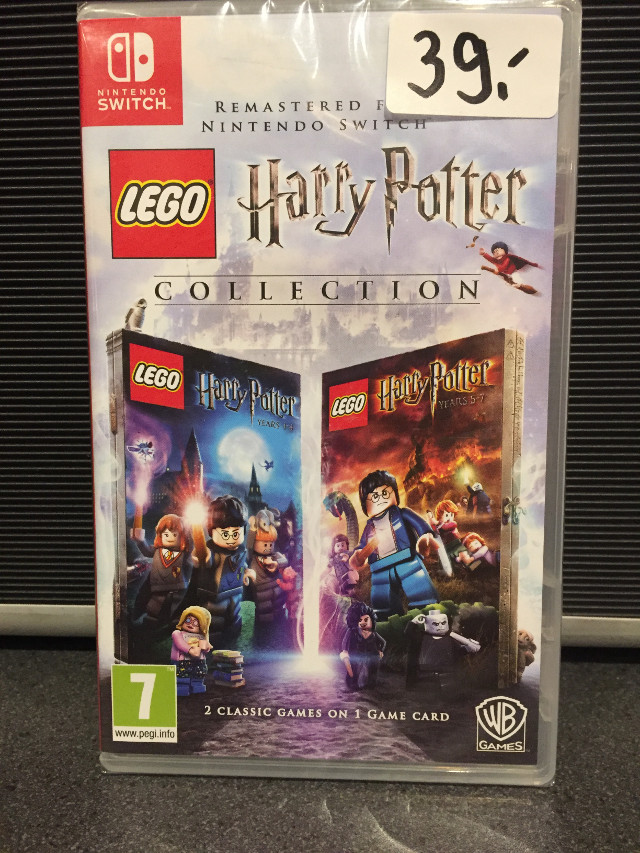 39.-
NINTENDO
SWITCH
REMASTERED F
NINTENDO SWITCH
LEGO Harry Potter
COLLECTION
LEGO Harry Potter
YEARS 1-4
LEGO Harry Potter
YEARS 5-7
7
www.pegi.info
2 CLASSIC GAMES ON 1 GAME CARD
WB
GAMES